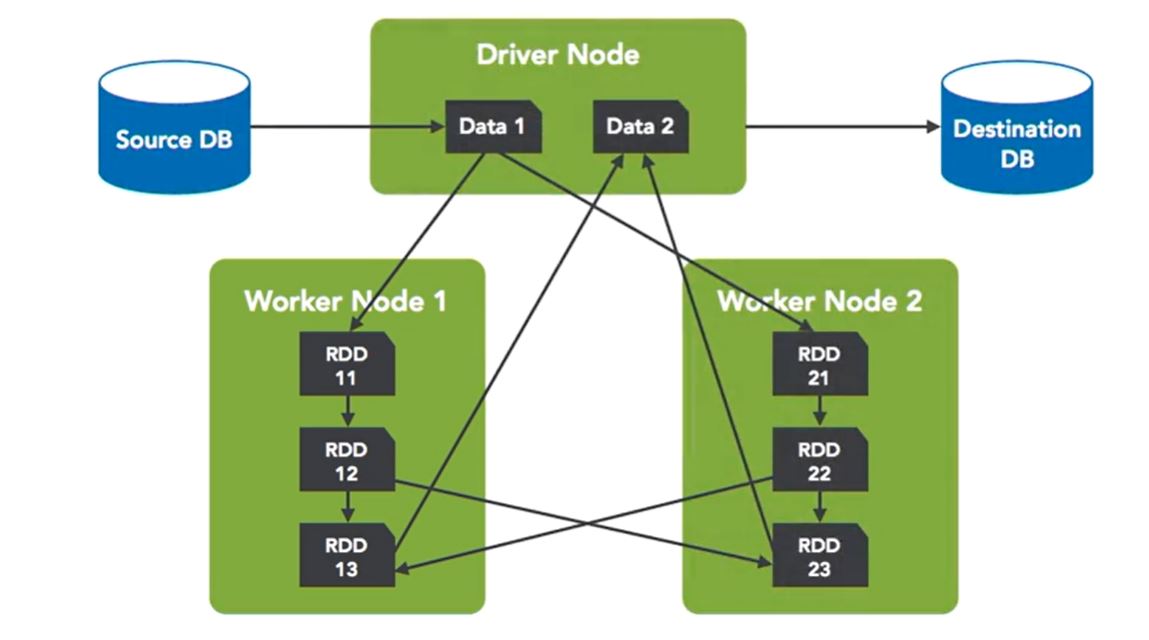 Driver Node
Source DB
Data 1
Data 2
Destination
DB
Worker Node 1
Worker Node 2
RDD
11
RDD
12
RDD
13
RDD
21
RDD
22
RDD
23